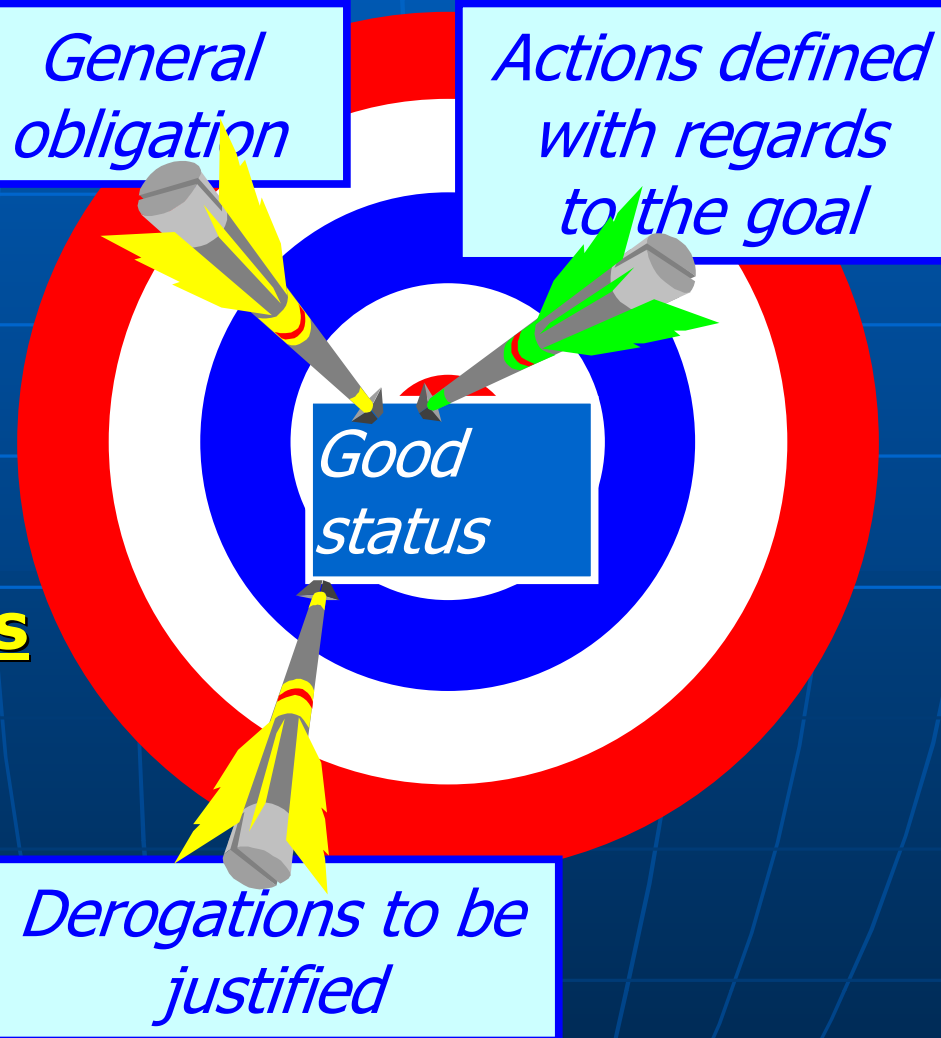 General
obligation
Actions defined
with regards
to the goal
Good
status
s
Derogations to be
justified